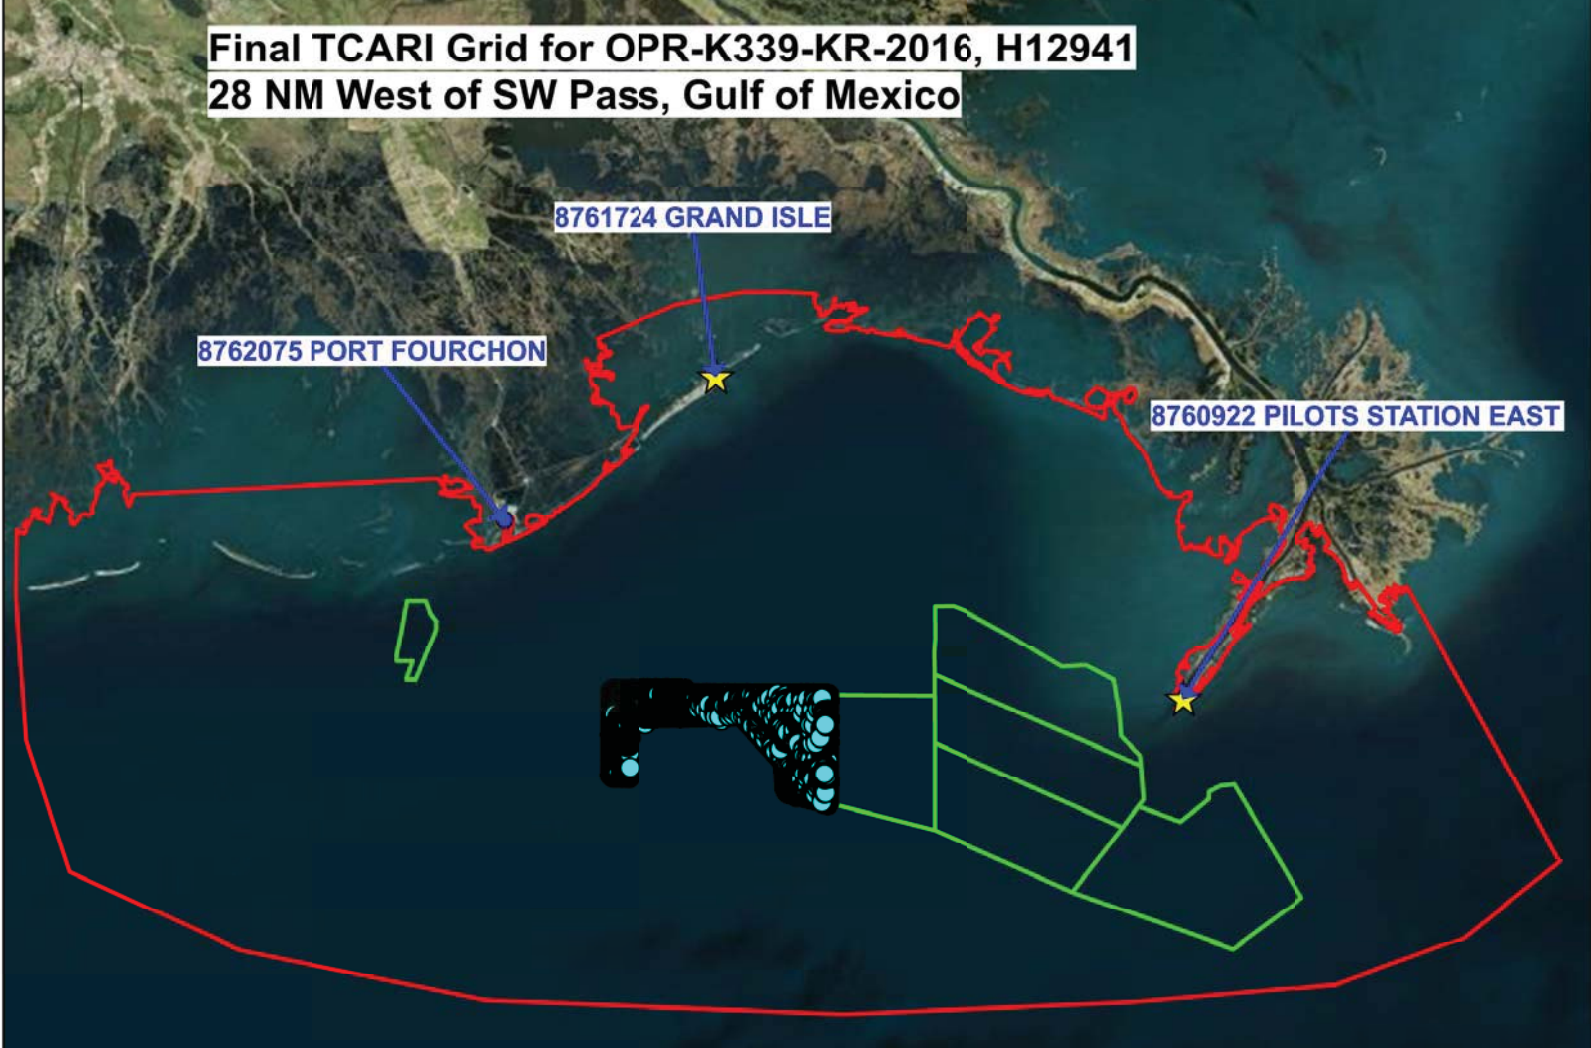 Final TCARI Grid for OPR-K339-KR-2016, H12941
28 NM West of SW Pass, Gulf of Mexico
8761724 GRAND ISLE
8762075 PORT FOURCHON
8760922 PILOTS STATION EAST